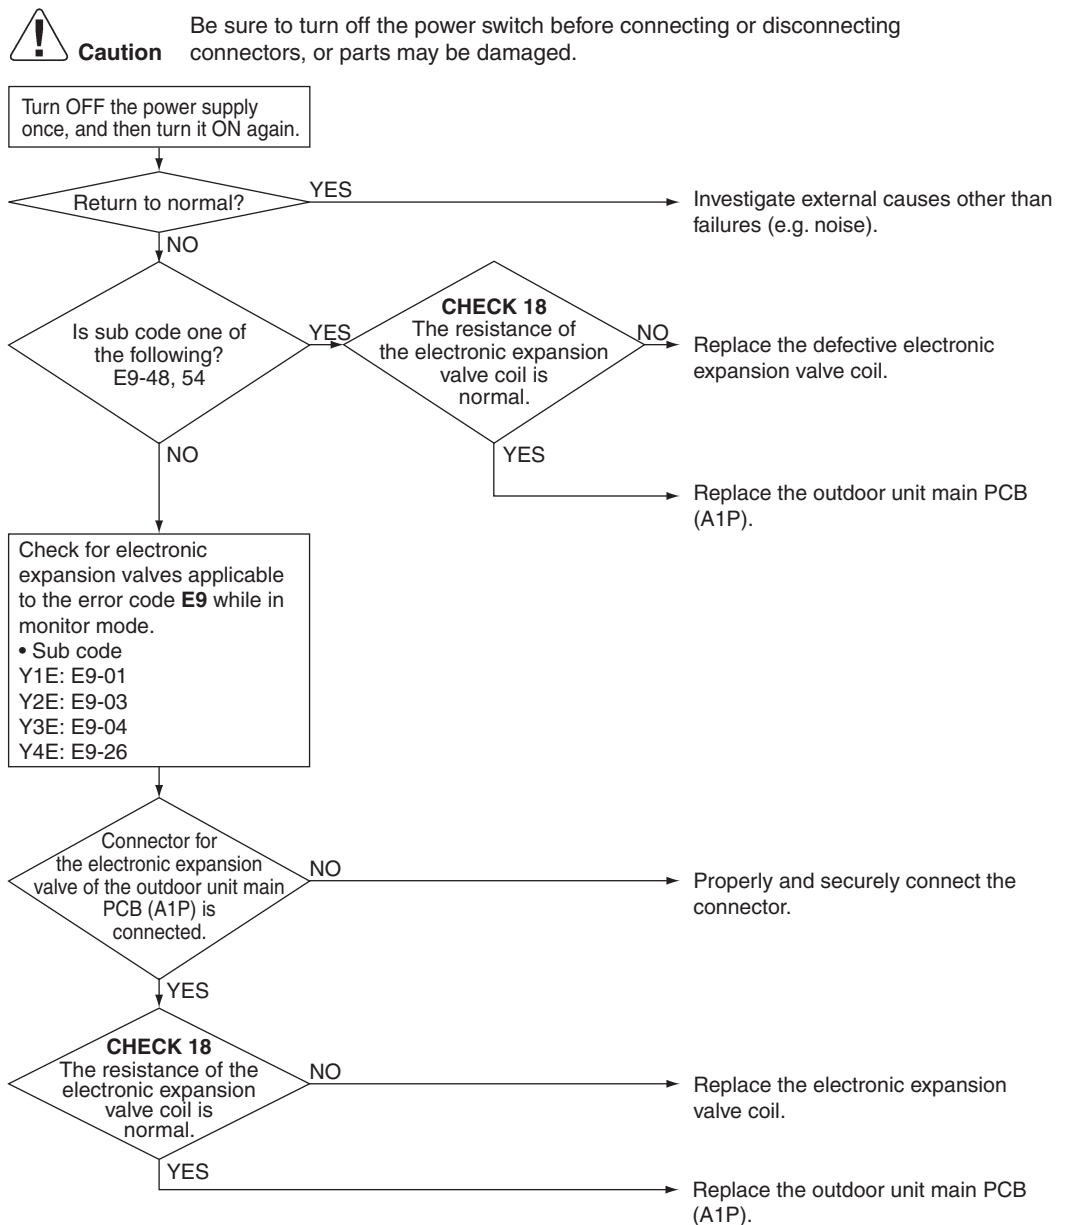 Be sure to turn off the power switch before connecting or disconnecting
Caution connectors, or parts may be damaged.
Turn OFF the power supply
once, and then turn it ON again.
Return to normal?
YES
Investigate external causes other than
failures (e.g. noise).
NO
Is sub code one of
the following?
E9-48, 54
YES
CHECK 18
The resistance of
the electronic expansion
valve coil is
normal.
NO
Replace the defective electronic
expansion valve coil.
YES
Replace the outdoor unit main PCB
(A1P).
NO
Check for electronic
expansion valves applicable
to the error code E9 while in
monitor mode.
• Sub code
Y1E: E9-01
Y2E: E9-03
Y3E: E9-04
Y4E: E9-26
Connector for
the electronic expansion
valve of the outdoor unit main
PCB (A1P) is
connected.
NO
Properly and securely connect the
connector.
YES
CHECK 18
The resistance of the
electronic expansion
valve coil is
normal.
NO
Replace the electronic expansion
valve coil.
YES
Replace the outdoor unit main PCB
(A1P).